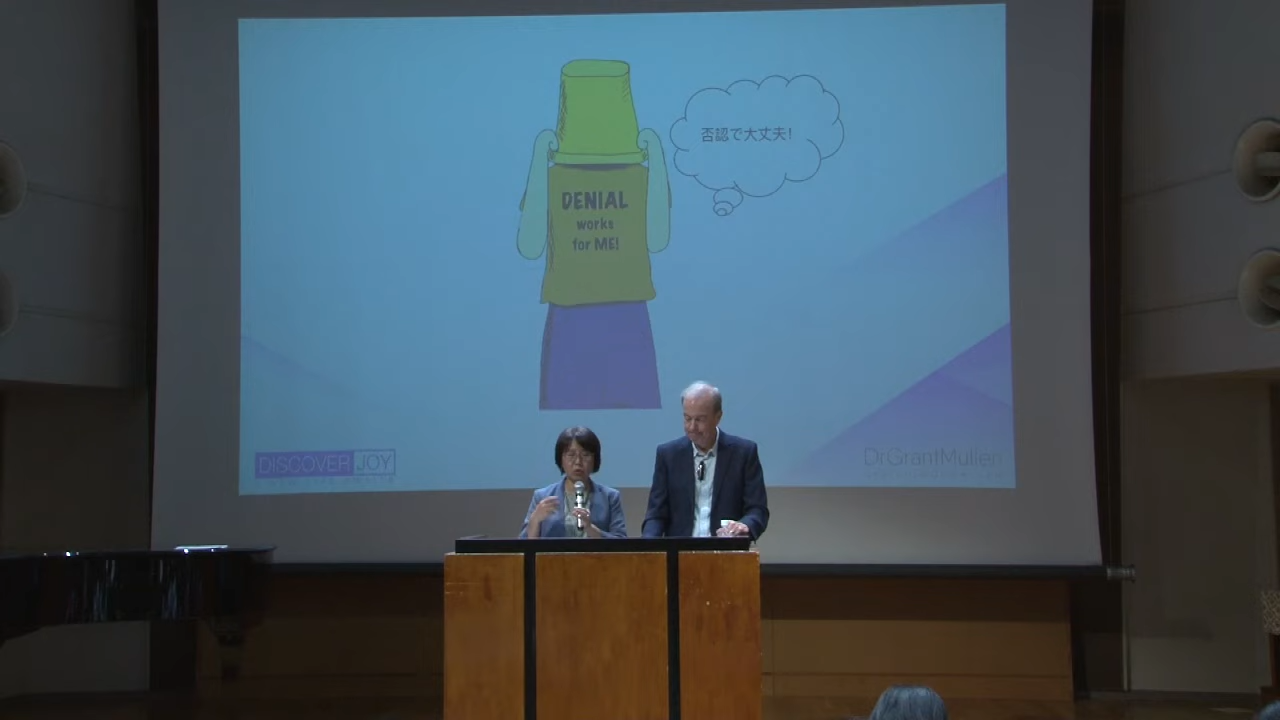 否認で大丈夫!
DENIAL
works
for ME!
DISCOVER JOY
DrGrantMullen